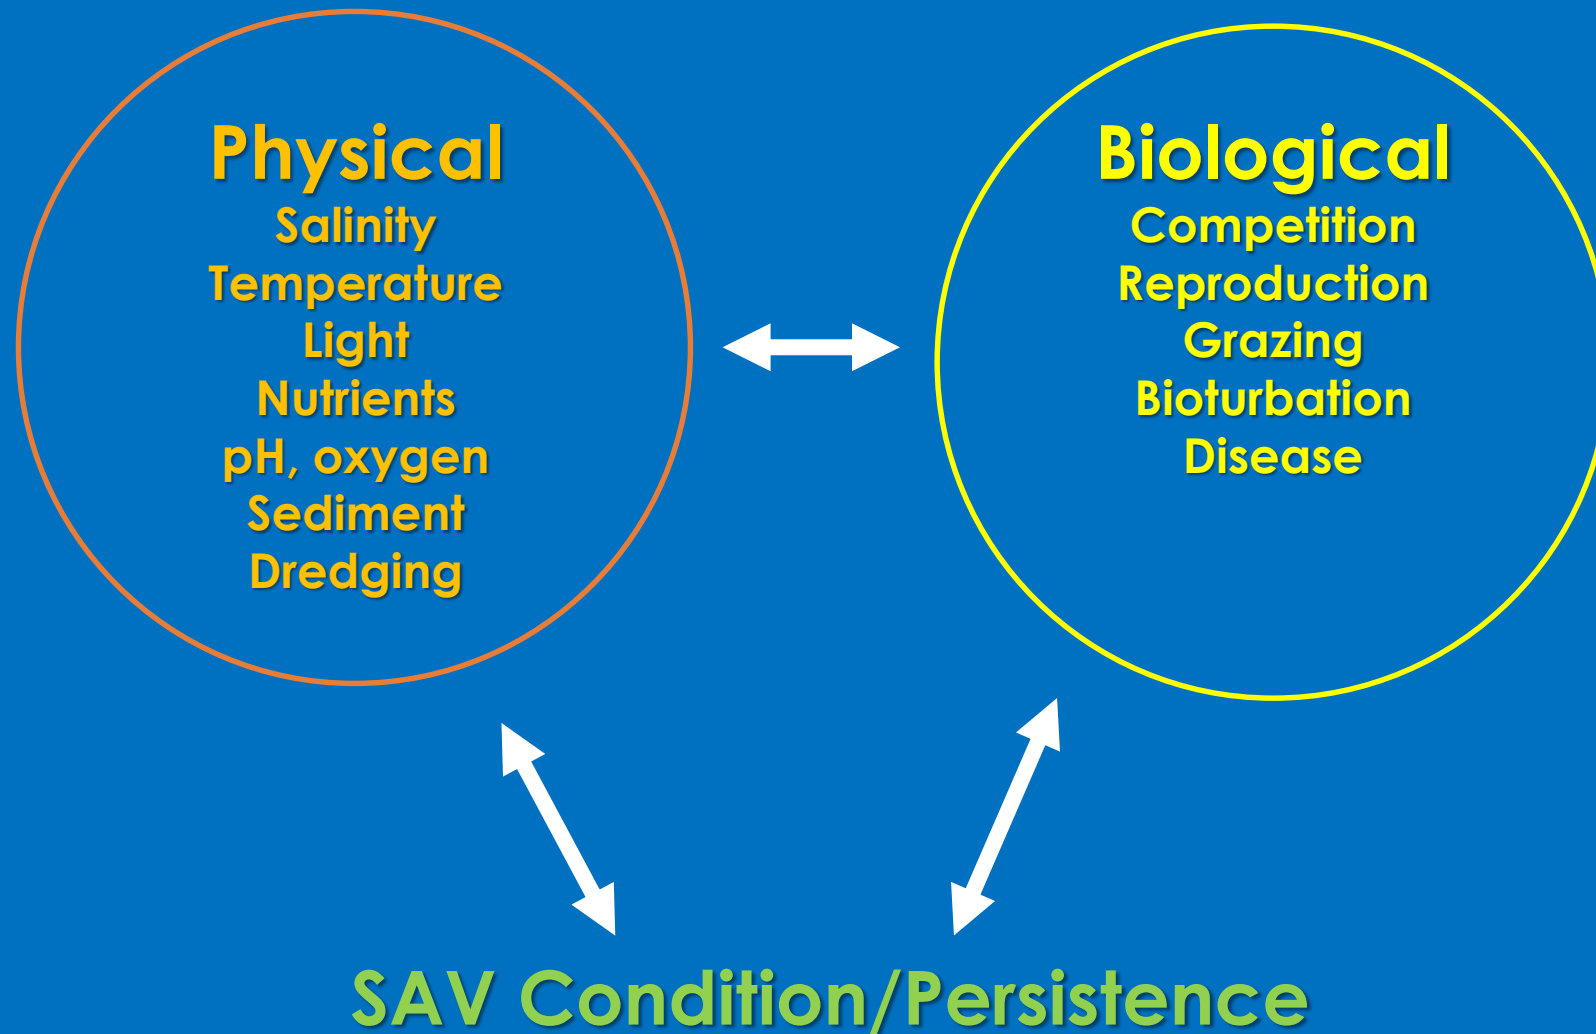 Physical
Salinity
Temperature
Light
Nutrients
pH, oxygen
Sediment
Dredging
Biological
Competition
Reproduction
Grazing
Bioturbation
Disease
SAV Condition/Persistence